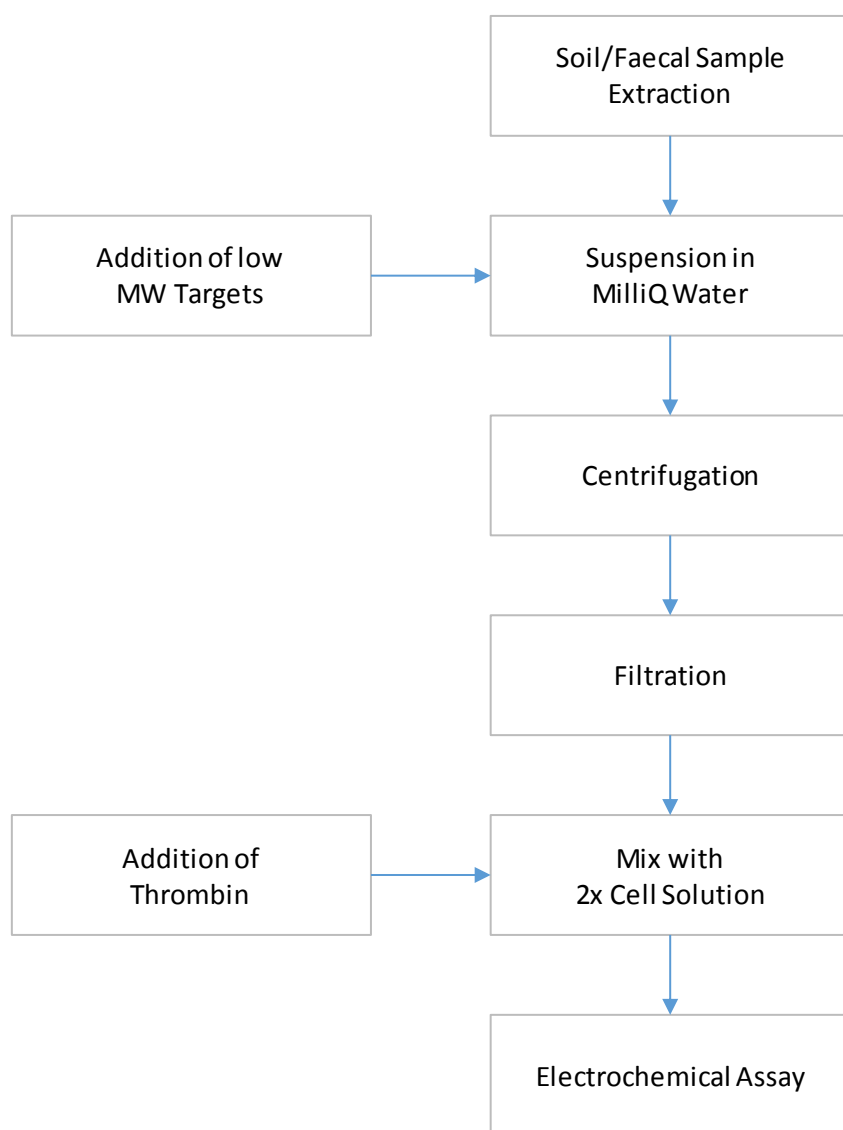 Soil/Faecal Sample
Extraction
Addition of low
MW Targets
Suspension in
MilliQ Water
Centrifugation
Filtration
Addition of
Thrombin
Mix with
2x Cell Solution
Electrochemical Assay